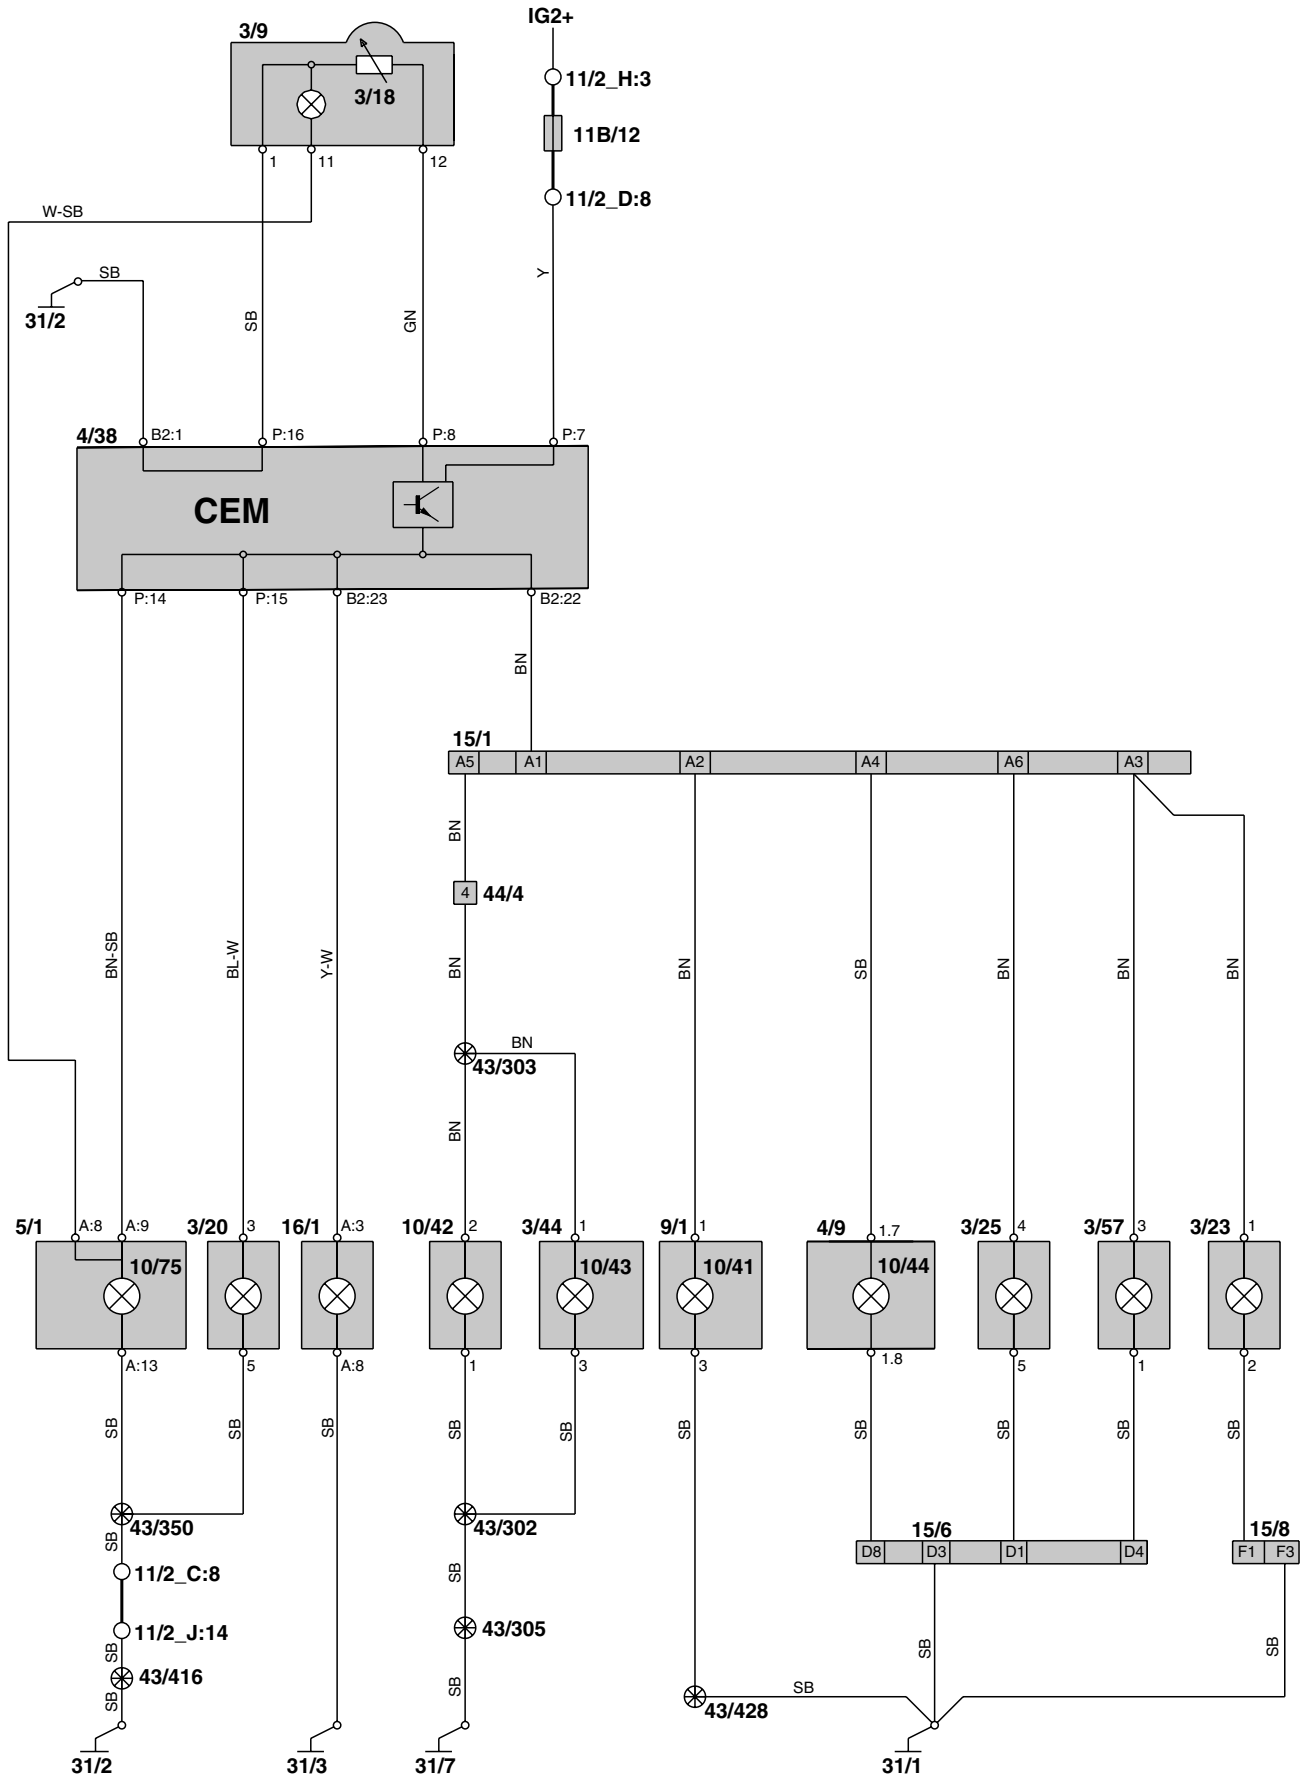 IG2+
3/9
11/2_H:3
3/18
11B/12
1
11
12
11/2_D:8
W-SB
SB
Y
31/2
SB
GN
4/38
B2:1
P:16
P:8
P:7
CEM
P:14
P:15
B2:23
B2:22
BN
15/1
A5
A1
A2
A4
A6
A3
BN
4
44/4
BN-SB
BL-W
Y-W
BN
BN
SB
BN
BN
BN
BN
43/303
BN
5/1
A:8
A:9
3/20
3
16/1
A:3
10/42
2
3/44
1
9/1
1
4/9
1.7
3/25
4
3/57
3
3/23
1
10/75
10/43
10/41
10/44
A:13
5
A:8
1
3
3
1.8
5
1
2
SB
SB
SB
SB
SB
SB
SB
SB
SB
SB
43/350
43/302
15/6
15/8
SB
D8
D3
D1
D4
F1
F3
11/2_C:8
SB
43/305
11/2_J:14
SB
SB
SB
43/416
SB
SB
SB
43/428
31/2
31/3
31/7
31/1